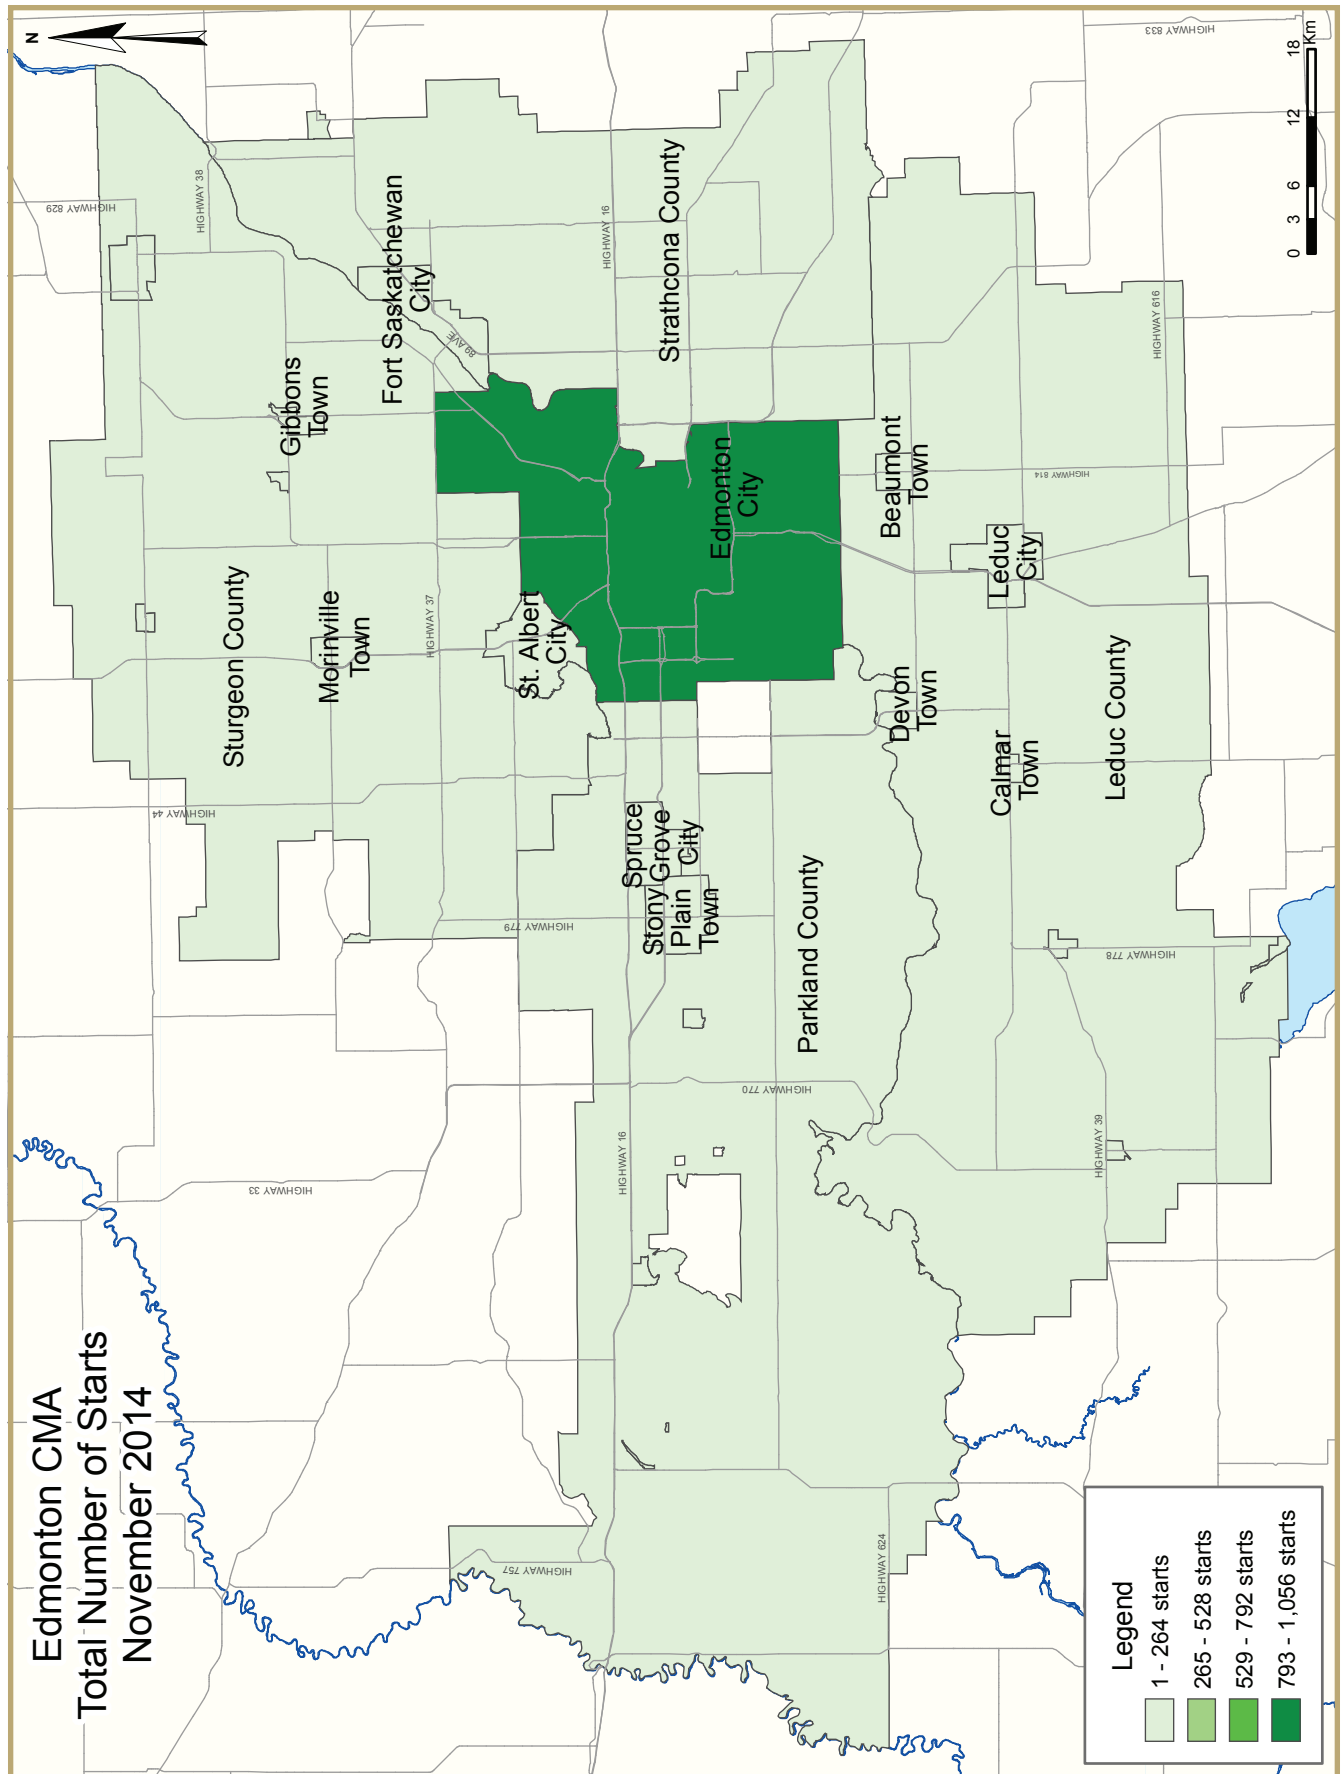 Edmonton CMA
Total Number of Starts
November 2014
N
HIGHWAY 829
HIGHWAY 38
HIGHWAY 833
Fort Saskatchewan
City
89 AVE
HIGHWAY 16
Strathcona County
Gibbons
Town
Sturgeon County
Morinville
Town
HIGHWAY 37
HIGHWAY 44
St. Albert
City
Edmonton
City
Beaumont
Town
HIGHWAY 814
HIGHWAY 616
Leduc
City
Devon
Town
Calmar
Town
Leduc County
Spruce
Grove
City
Stony
Plain
Town
HIGHWAY 779
Parkland County
HIGHWAY 778
HIGHWAY 770
HIGHWAY 16
HIGHWAY 39
HIGHWAY 33
HIGHWAY 757
HIGHWAY 624
0 3 6 12 18
Km
Legend
1 - 264 starts
265 - 528 starts
529 - 792 starts
793 - 1,056 starts